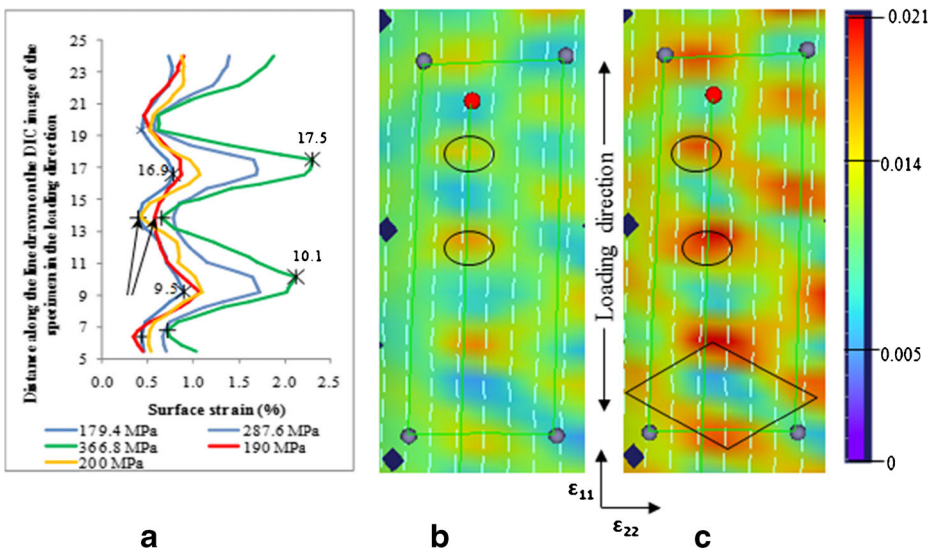 Distance along the line drawn on the DIC image of the
specimen in the loading direction
25
23
21
19
17
15
13
11
9
7
5
17.5
16.9
10.1
9.5
0.0 0.5 1.0 1.5 2.0 2.5
Surface strain (%)
179.4 MPa 287.6 MPa
366.8 MPa 190 MPa
200 MPa
Loading direction
ε11
ε22
0.021
0.014
0.005
0
a b c